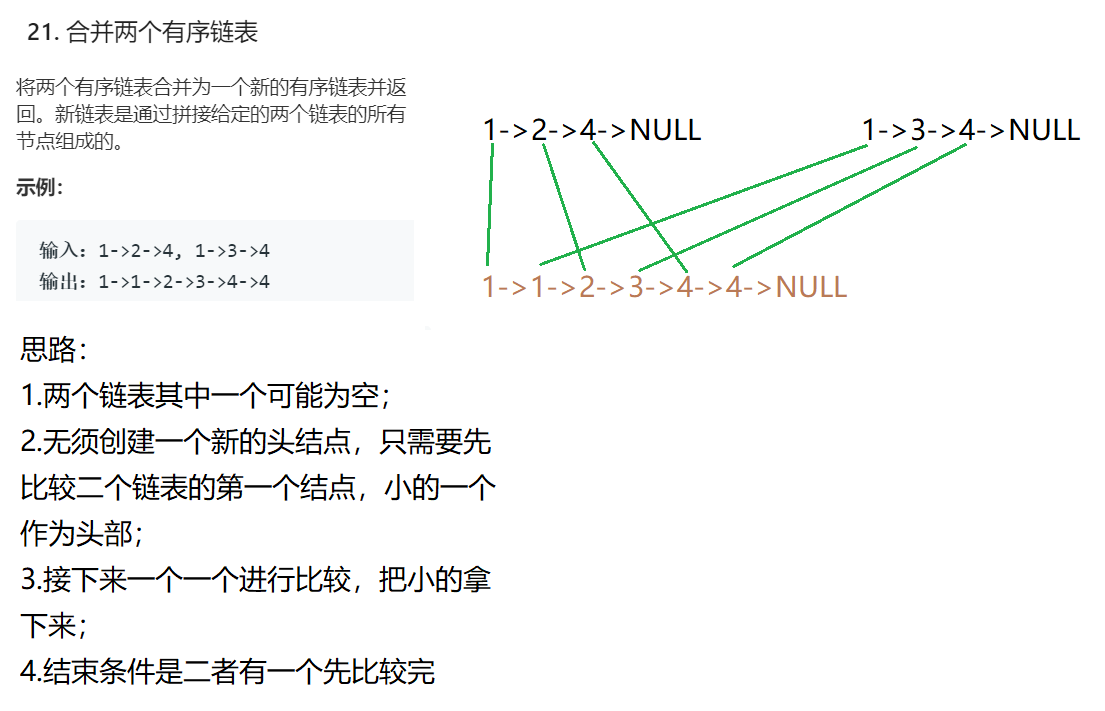 21. 合并两个有序链表
将两个有序链表合并为一个新的有序链表并返
回。新链表是通过拼接给定的两个链表的所有
节点组成的。
示例：
输入：1->2->4, 1->3->4
输出：1->1->2->3->4->4
1->2->4->NULL
1->3->4->NULL
1->1->2->3->4->4->NULL
思路：
1.两个链表其中一个可能为空；
2.无须创建一个新的头结点，只需要先
比较二个链表的第一个结点，小的一个
作为头部；
3.接下来一个一个进行比较，把小的拿
下来；
4.结束条件是二者有一个先比较完